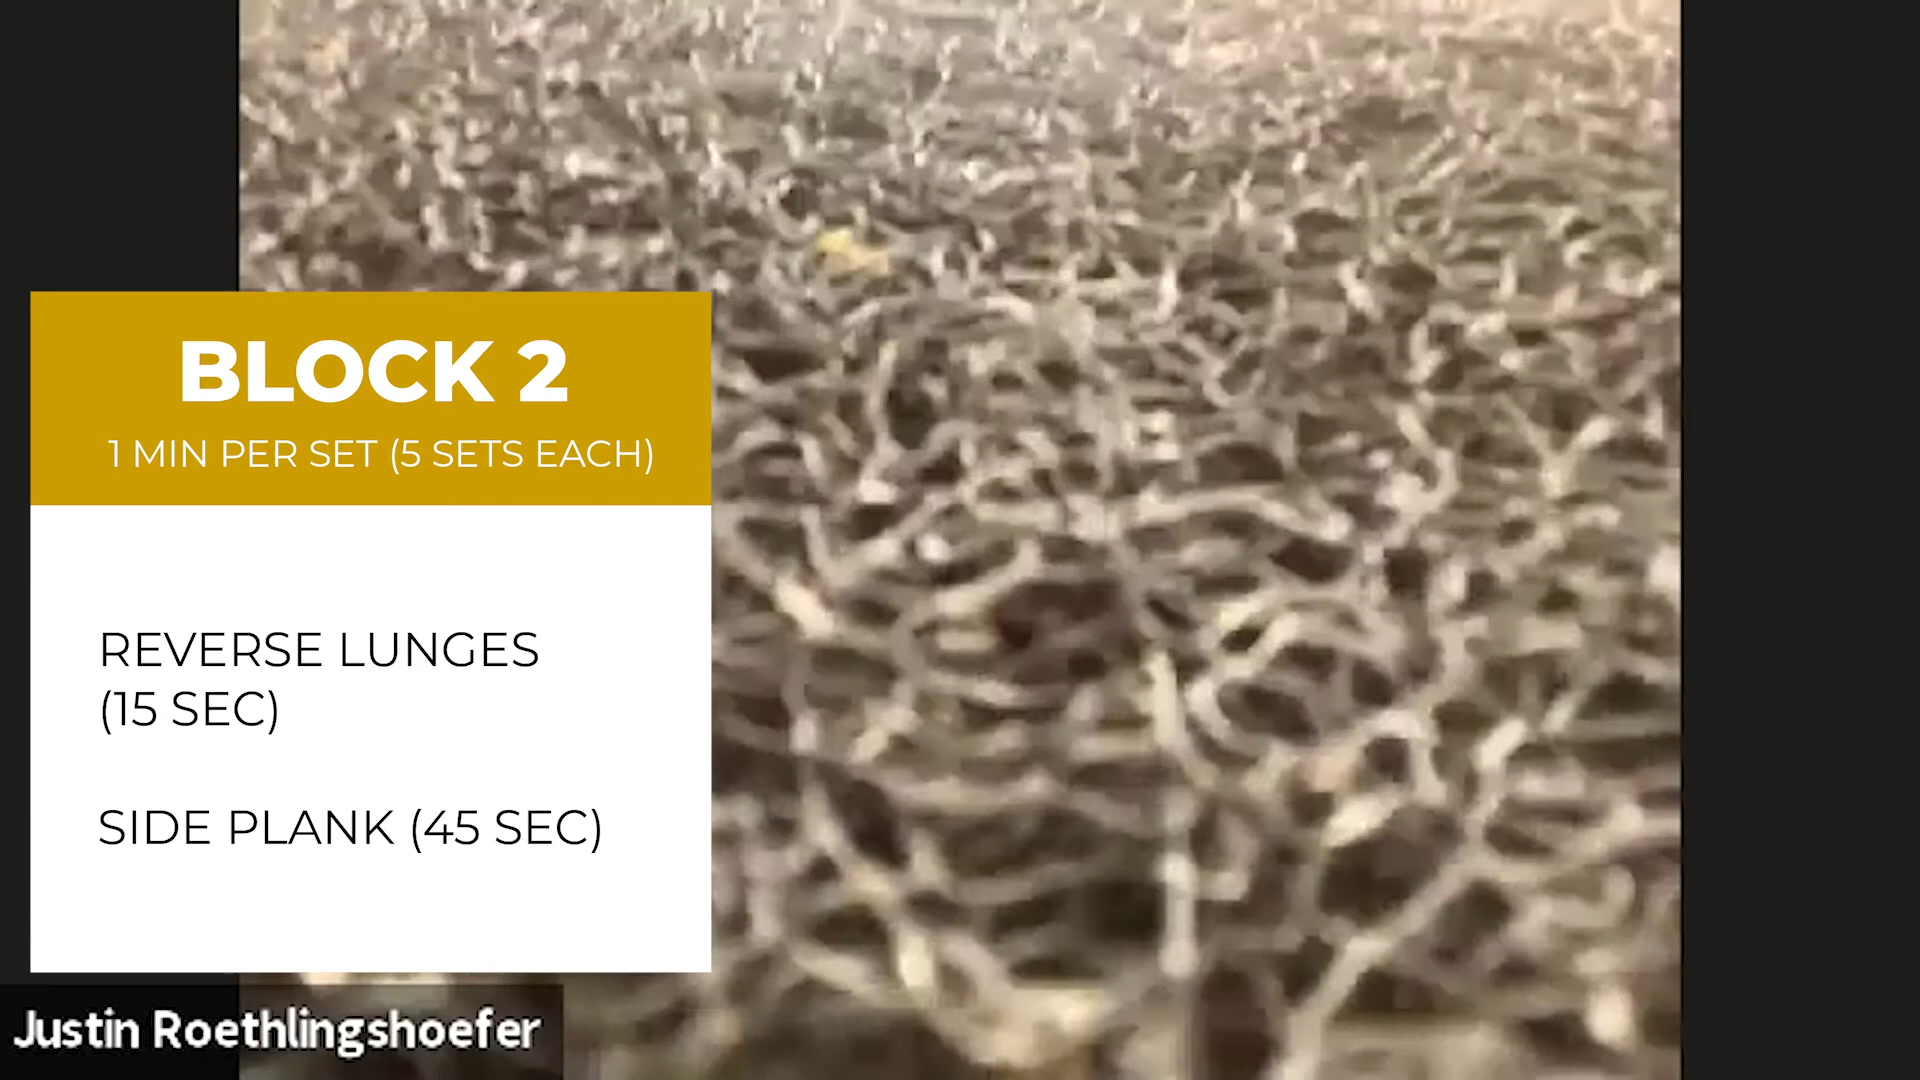 BLOCK 2
1 MIN PER SET (5 SETS EACH)
REVERSE LUNGES
(15 SEC)
SIDE PLANK (45 SEC)
Justin Roethlingshoefer